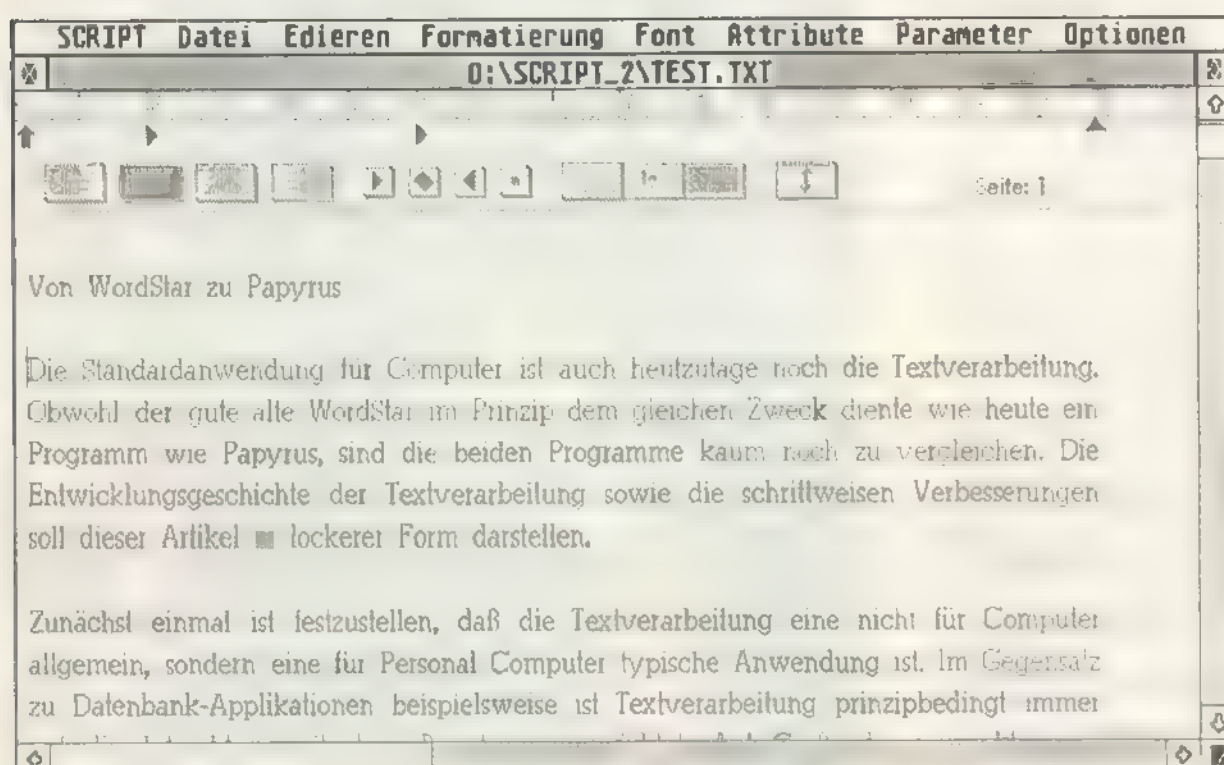 SCRIPT Datei Edieren Formatierung Font Attribute Parameter Optionen
O:\SCRIPT_2\TEST.TXT
Seite: 1
Von WordStar zu Papyrus
Die Standardanwendung für Computer ist auch heutzutage noch die Textverarbeitung.
Obwohl der gute alte WordStar im Prinzip dem gleichen Zweck diente wie heute ein
Programm wie Papyrus, sind die beiden Programme kaum noch zu vergleichen. Die
Entwicklungsgeschichte der Textverarbeitung sowie die schrittweisen Verbesserungen
soll dieser Artikel lockerer Form darstellen.
Zunächst einmal ist festzustellen, daß die Textverarbeitung eine nicht für Computer
allgemein, sondern eine für Personal Computer typische Anwendung ist. Im Gegensatz
zu Datenbank-Applikationen beispielsweise ist Textverarbeitung prinzipbedingt immer